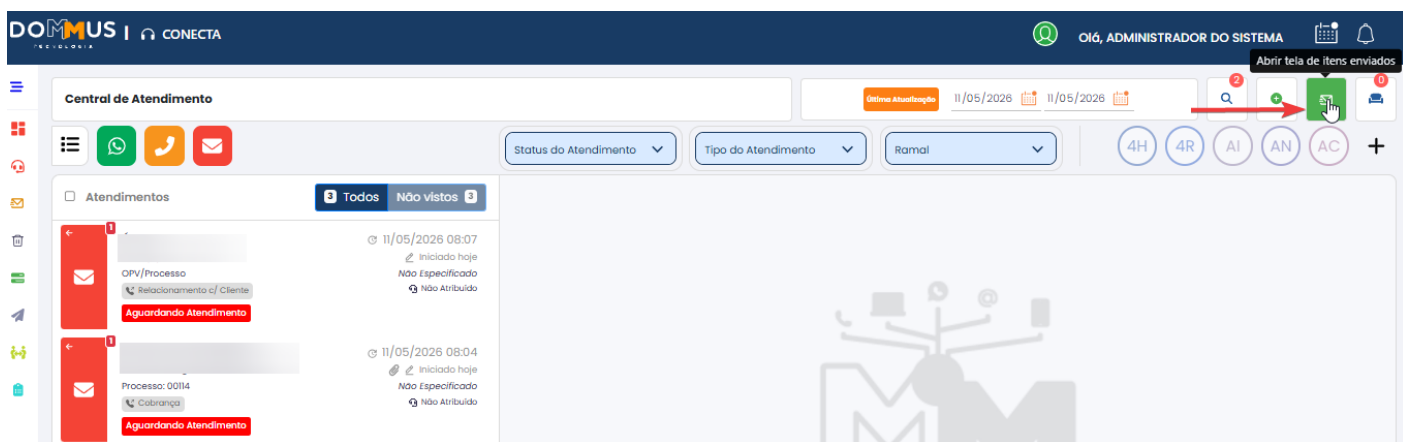 DOMMUS | CONECTA
TECNOLOGIA
Olá, ADMINISTRADOR DO SISTEMA
Abrir tela de itens enviados
Central de Atendimento
Última Atualização 11/05/2026 11/05/2026
2
0
Status do Atendimento
Tipo do Atendimento
Ramal
4H
4R
AI
AN
AC
Atendimentos
3 Todos
Não vistos 3
1
11/05/2026 08:07
Iniciado hoje
OPV/Processo
Não Especificado
Relacionamento c/ Cliente
Não Atribuído
Aguardando Atendimento
1
11/05/2026 08:04
Iniciado hoje
Processo: 00114
Não Especificado
Cobrança
Não Atribuído
Aguardando Atendimento